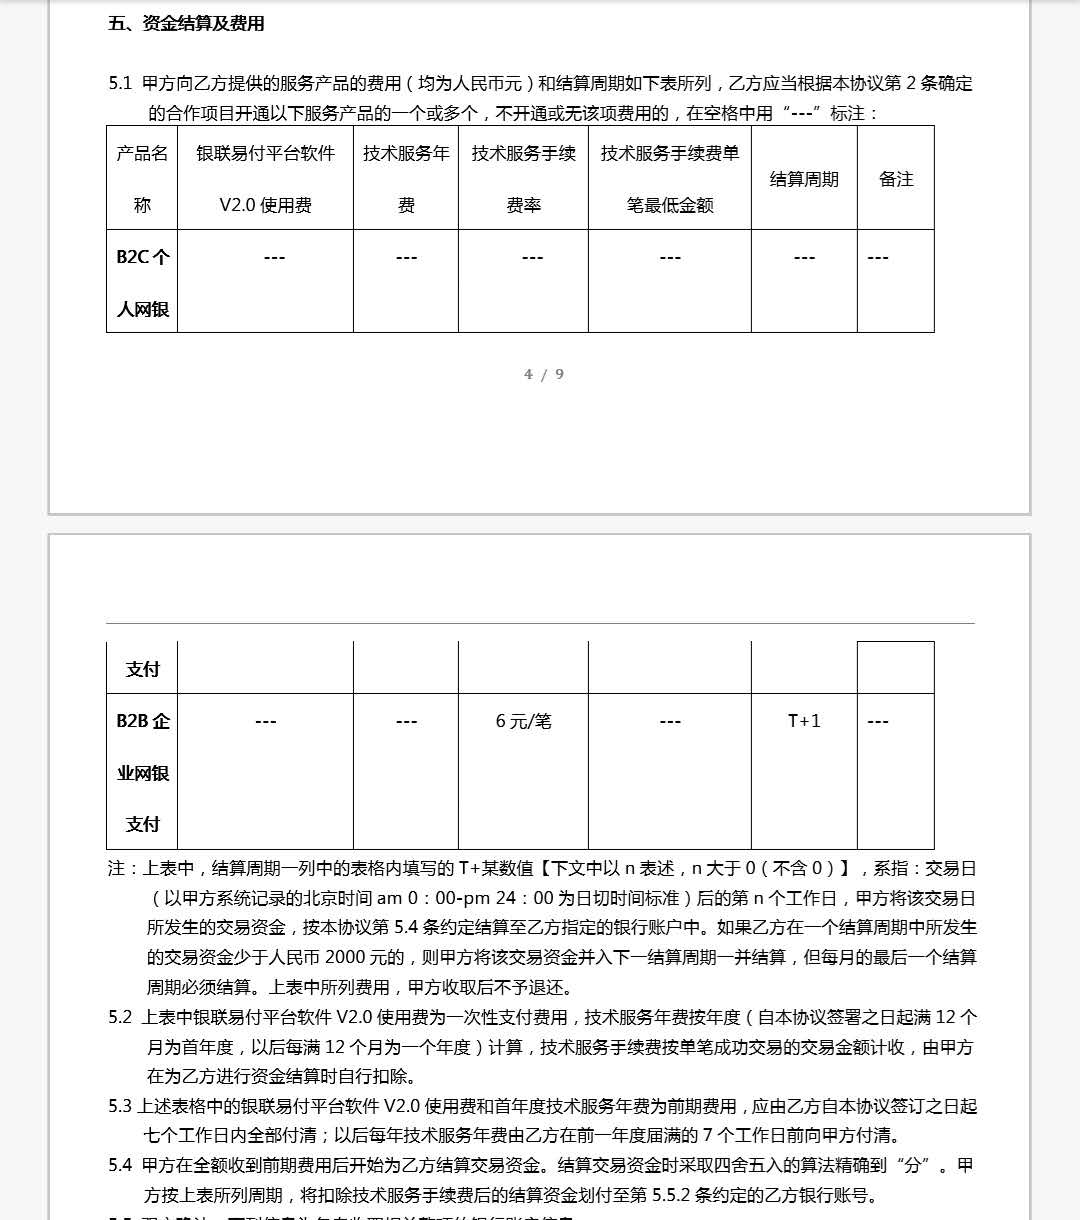 五、资金结算及费用
5.1 甲方向乙方提供的服务产品的费用（均为人民币元）和结算周期如下表所列，乙方应当根据本协议第 2 条确定
的合作项目开通以下服务产品的一个或多个，不开通或无该项费用的，在空格中用“---”标注：
产品名称 银联易付平台软件 V2.0 使用费 技术服务年费 技术服务手续费率 技术服务手续费单笔最低金额 结算周期 备注
B2C 个 --- --- --- --- --- ---
人网银
4 / 9
支付
B2B 企 --- --- 6 元/笔 --- T+1 ---
业网银
支付
注：上表中，结算周期一列中的表格内填写的 T+某数值【下文中以 n 表述，n 大于 0（不含 0）】，系指：交易日
（以甲方系统记录的北京时间 am 0：00-pm 24：00 为日切时间标准）后的第 n 个工作日，甲方将该交易日
所发生的交易资金，按本协议第 5.4 条约定结算至乙方指定的银行账户中。如果乙方在一个结算周期中所发生
的交易资金少于人民币 2000 元的，则甲方将该交易资金并入下一结算周期一并结算，但每月的最后一个结算
周期必须结算。上表中所列费用，甲方收取后不予退还。
5.2 上表中银联易付平台软件 V2.0 使用费为一次性支付费用，技术服务年费按年度（自本协议签署之日起满 12 个
月为首年度，以后每满 12 个月为一个年度）计算，技术服务手续费按单笔成功交易的交易金额计收，由甲方
在为乙方进行资金结算时自行扣除。
5.3 上述表格中的银联易付平台软件 V2.0 使用费和首年度技术服务年费为前期费用，应由乙方自本协议签订之日起
七个工作日内全部付清；以后每年技术服务年费由乙方在前一年度届满的 7 个工作日前向甲方付清。
5.4 甲方在全额收到前期费用后开始为乙方结算交易资金。结算交易资金时采取四舍五入的算法精确到“分”。甲
方按上表所列周期，将扣除技术服务手续费后的结算资金划付至第 5.5.2 条约定的乙方银行账号。